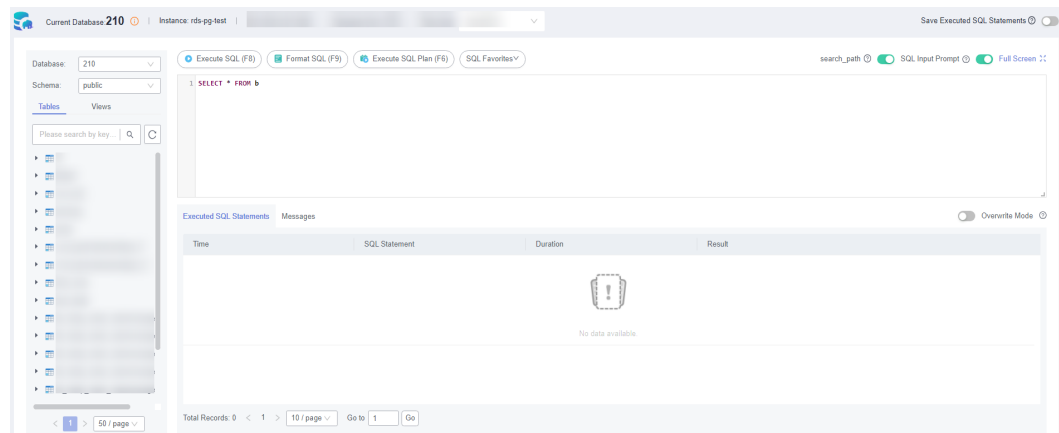 Current Database:210 | Instance: rds-pg-test |
Save Executed SQL Statements
Database: 210
Schema: public
Tables Views
Please search by key...
50 / page
1
Execute SQL (F8) Format SQL (F9) Execute SQL Plan (F6) SQL Favorites
search_path SQL Input Prompt Full Screen
1 SELECT * FROM b
Executed SQL Statements Messages
Overwrite Mode
Time SQL Statement Duration Result
No data available.
Total Records: 0 < 1 > 10 / page Go to 1 Go